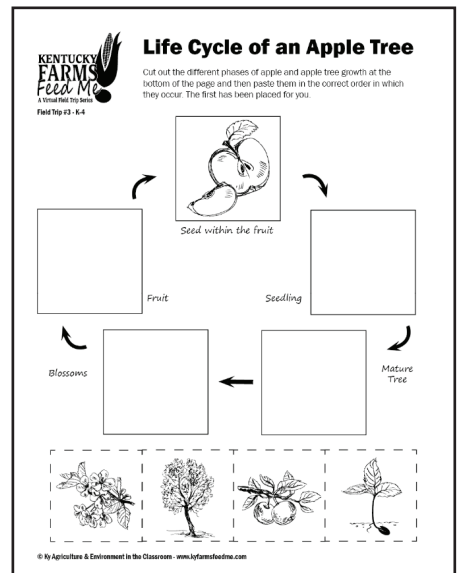 KENTUCKY
FARMS
Feed Me!
A Virtual Field Trip Series
Field Trip #3 - K-4
Life Cycle of an Apple Tree
Cut out the different phases of apple and apple tree growth at the
bottom of the page and then paste them in the correct order in which
they occur. The first has been placed for you.
Seed within the fruit
Fruit
Seedling
Blossoms
Mature
Tree
© Ky Agriculture & Environment in the Classroom - www.kyfarmsfeedme.com